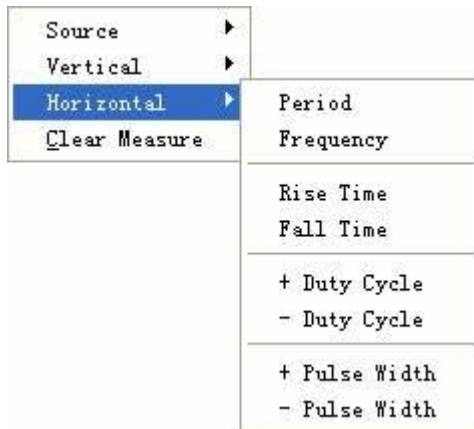 Source
Vertical
Horizontal
Clear Measure
Period
Frequency
Rise Time
Fall Time
+ Duty Cycle
- Duty Cycle
+ Pulse Width
- Pulse Width